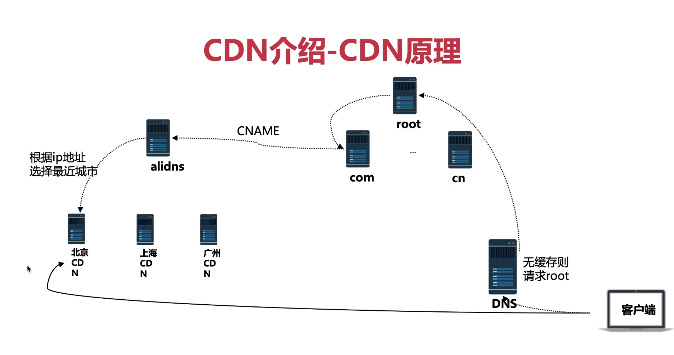 CDN介绍-CDN原理
root
CNAME
alidns
com
...
cn
根据ip地址
选择最近城市
北京
CD
N
上海
CD
N
广州
CD
N
无缓存则
请求root
DNS
客户端